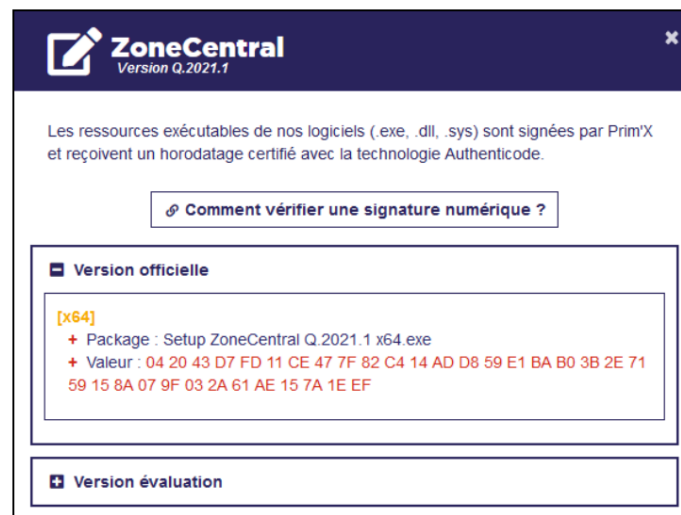 ZoneCentral
Version Q.2021.1
Les ressources exécutables de nos logiciels (.exe, .dll, .sys) sont signées par Prim'X
et reçoivent un horodatage certifié avec la technologie Authenticode.
Comment vérifier une signature numérique ?
Version officielle
[x64]
+ Package : Setup ZoneCentral Q.2021.1 x64.exe
+ Valeur : 04 20 43 D7 FD 11 CE 47 7F 82 C4 14 AD D8 59 E1 BA B0 3B 2E 71
59 15 8A 07 9F 03 2A 61 AE 15 7A 1E EF
Version évaluation